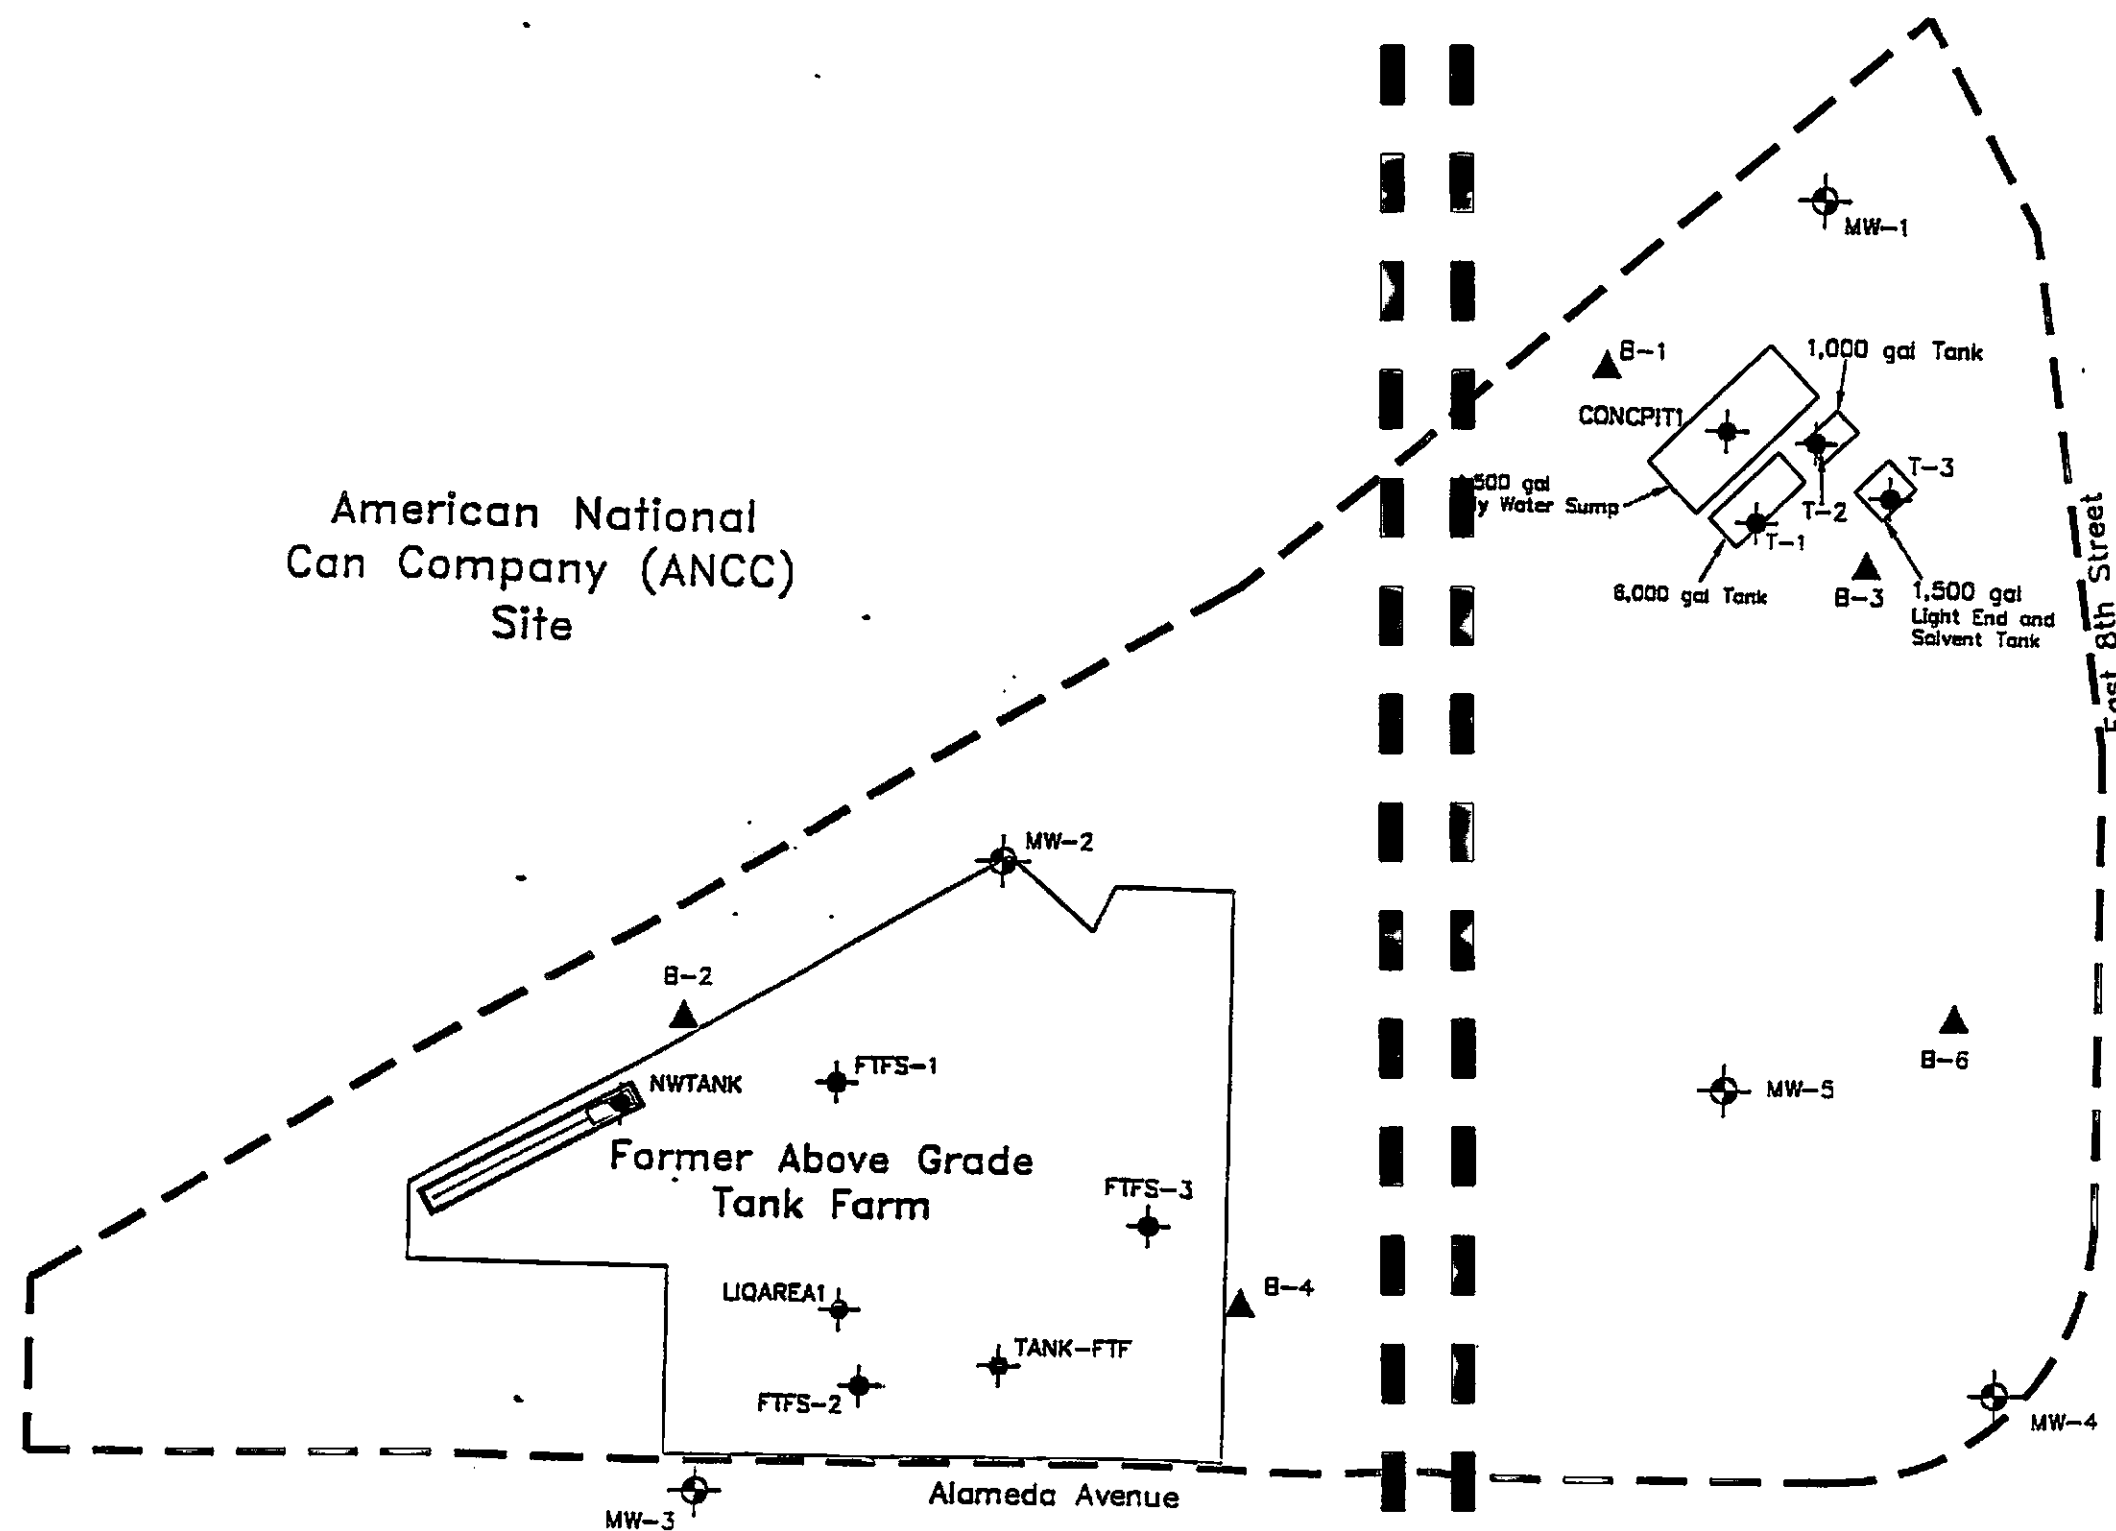 MW-1
B-1
1,000 gal Tank
CONCPIT1
T-3
500 gal
y Water Sump
T-2
T-1
East 8th Street
American National
Can Company (ANCC)
Site
6,000 gal Tank
B-3
1,500 gal
Light End and
Solvent Tank
MW-2
B-2
FTFS-1
NWTANK
B-6
MW-5
Former Above Grade
Tank Farm
FTFS-3
LIQAREA1
B-4
TANK-FTF
FTFS-2
MW-4
Alameda Avenue
MW-3